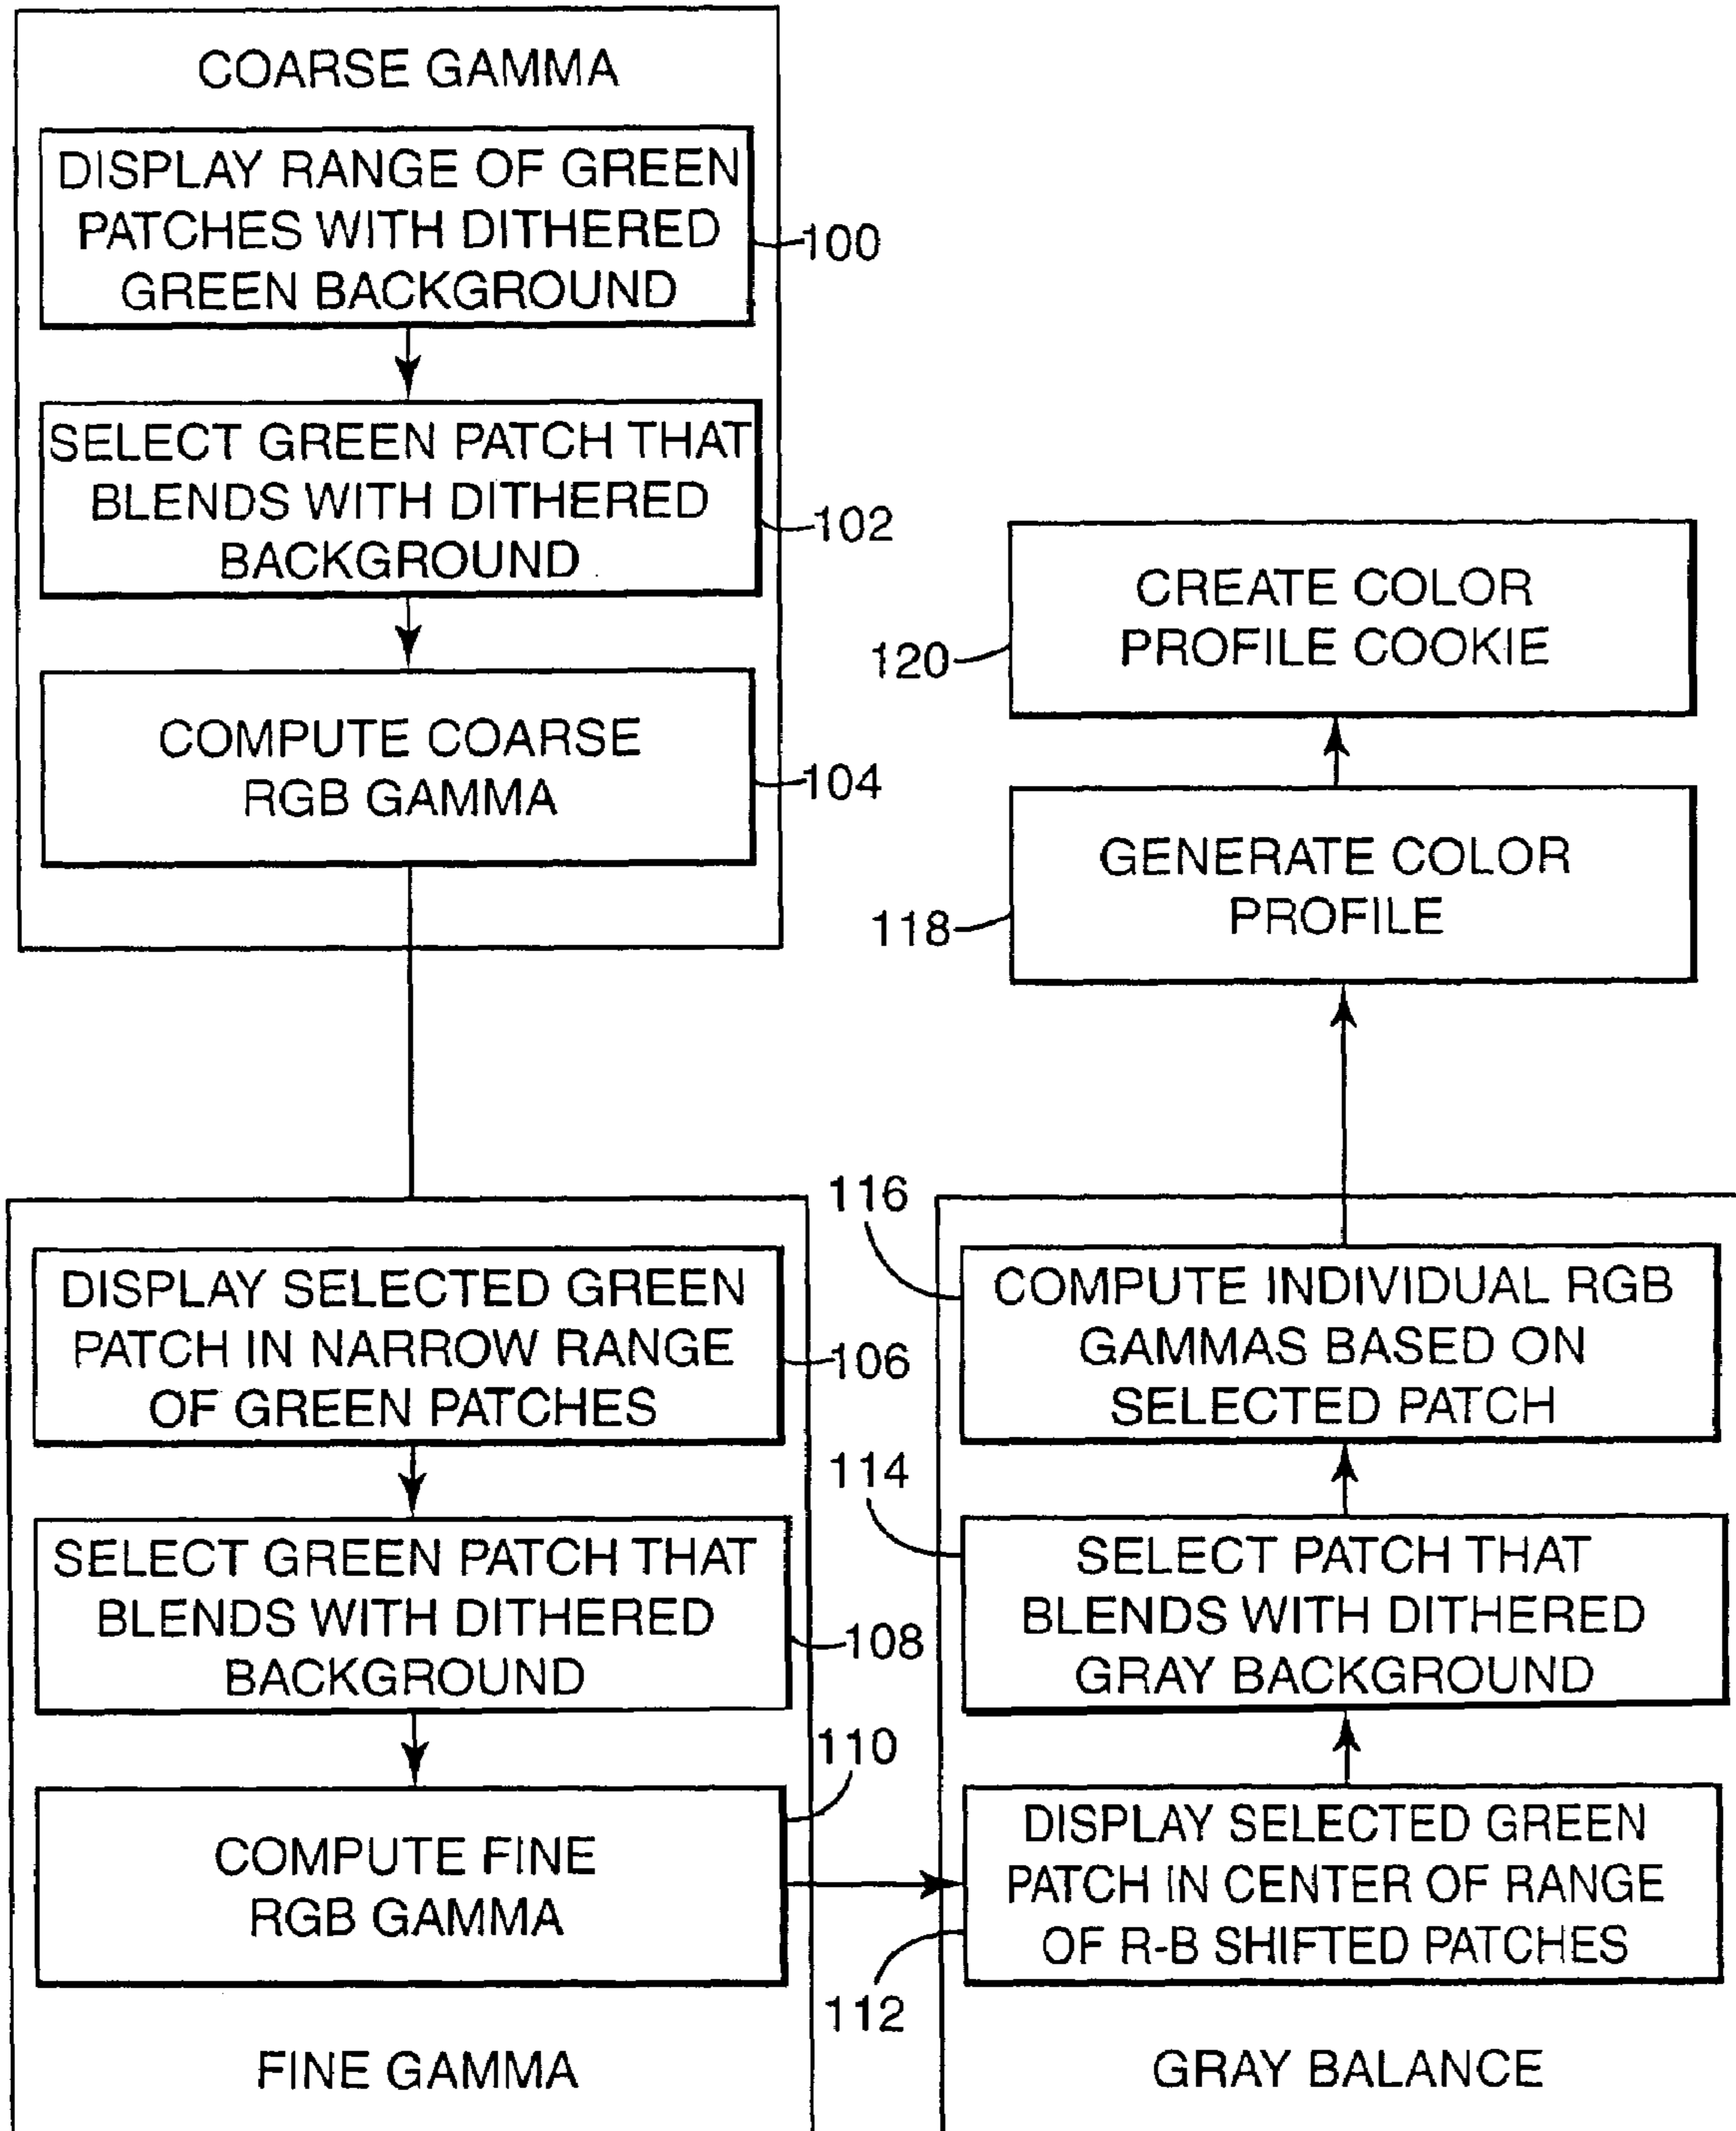 COARSE GAMMA
DISPLAY RANGE OF GREEN
PATCHES WITH DITHERED
GREEN BACKGROUND
100
SELECT GREEN PATCH THAT
BLENDS WITH DITHERED
BACKGROUND
102
COMPUTE COARSE
RGB GAMMA
104
DISPLAY SELECTED GREEN
PATCH IN NARROW RANGE
OF GREEN PATCHES
106
SELECT GREEN PATCH THAT
BLENDS WITH DITHERED
BACKGROUND
108
COMPUTE FINE
RGB GAMMA
110
FINE GAMMA
DISPLAY SELECTED GREEN
PATCH IN CENTER OF RANGE
OF R-B SHIFTED PATCHES
112
SELECT PATCH THAT
BLENDS WITH DITHERED
GRAY BACKGROUND
114
COMPUTE INDIVIDUAL RGB
GAMMAS BASED ON
SELECTED PATCH
116
GRAY BALANCE
GENERATE COLOR
PROFILE
118
CREATE COLOR
PROFILE COOKIE
120